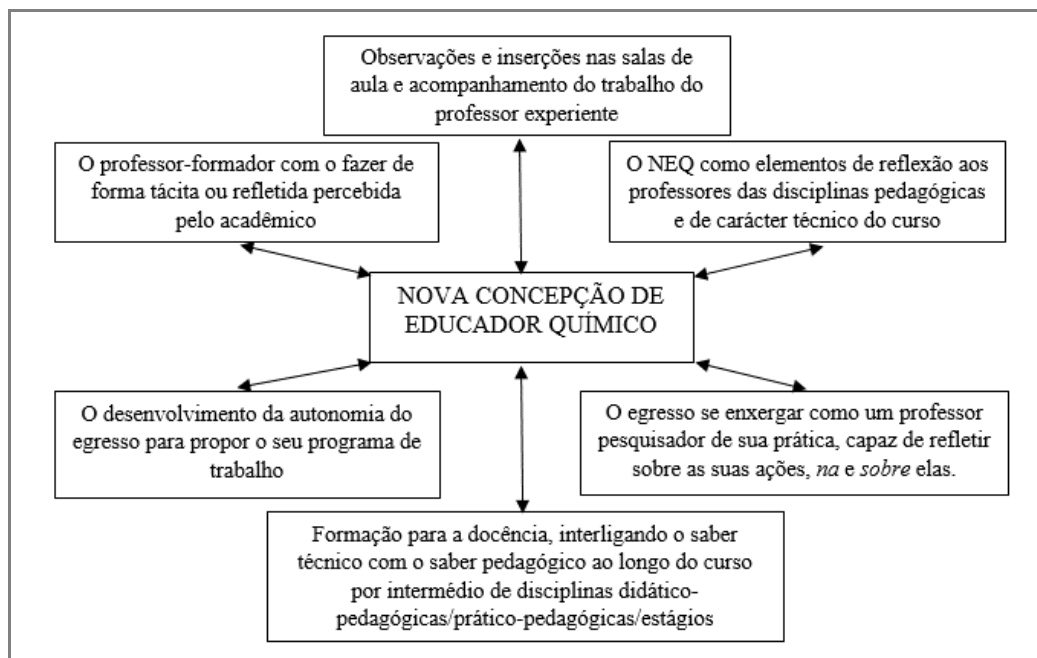 Observações e inserções nas salas de
aula e acompanhamento do trabalho do
professor experiente
O professor-formador com o fazer de
forma tácita ou refletida percebida
pelo acadêmico
O NEQ como elementos de reflexão aos
professores das disciplinas pedagógicas
e de carácter técnico do curso
NOVA CONCEPÇÃO DE
EDUCADOR QUÍMICO
O desenvolvimento da autonomia do
egresso para propor o seu programa de
trabalho
O egresso se enxergar como um professor
pesquisador de sua prática, capaz de refletir
sobre as suas ações, na e sobre elas.
Formação para a docência, interligando o saber
técnico com o saber pedagógico ao longo do curso
por intermédio de disciplinas didático-
pedagógicas/prático-pedagógicas/estágios